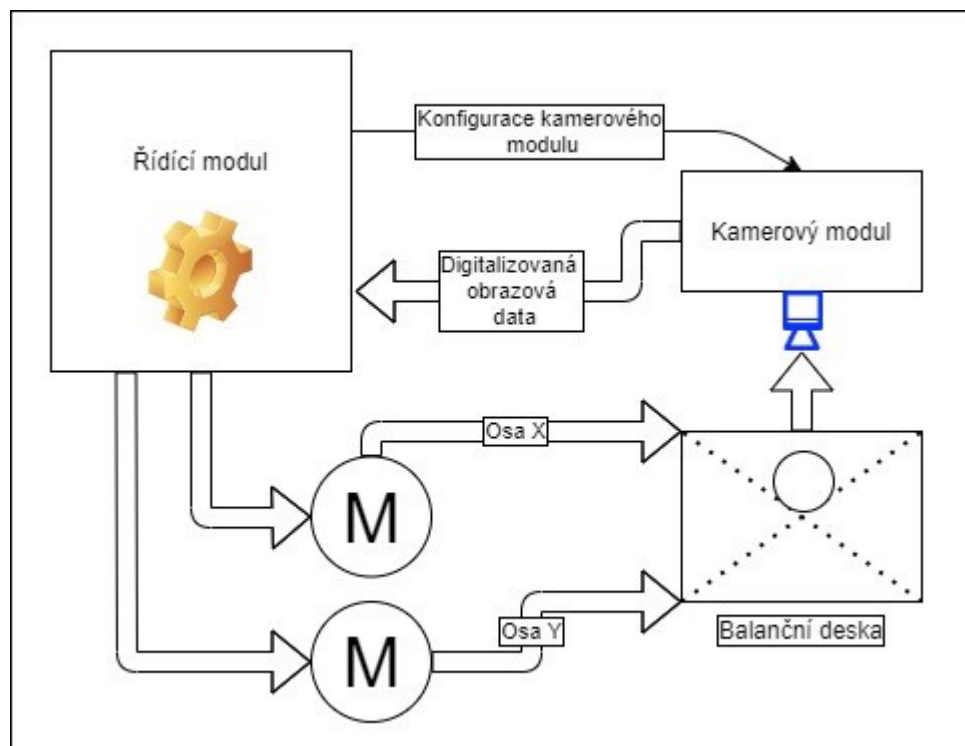 Konfigurace kamerového
modulu
Řídící modul
Kamerový modul
Digitalizovaná
obrazová
data
Osa X
M
Osa Y
M
Balanční deska